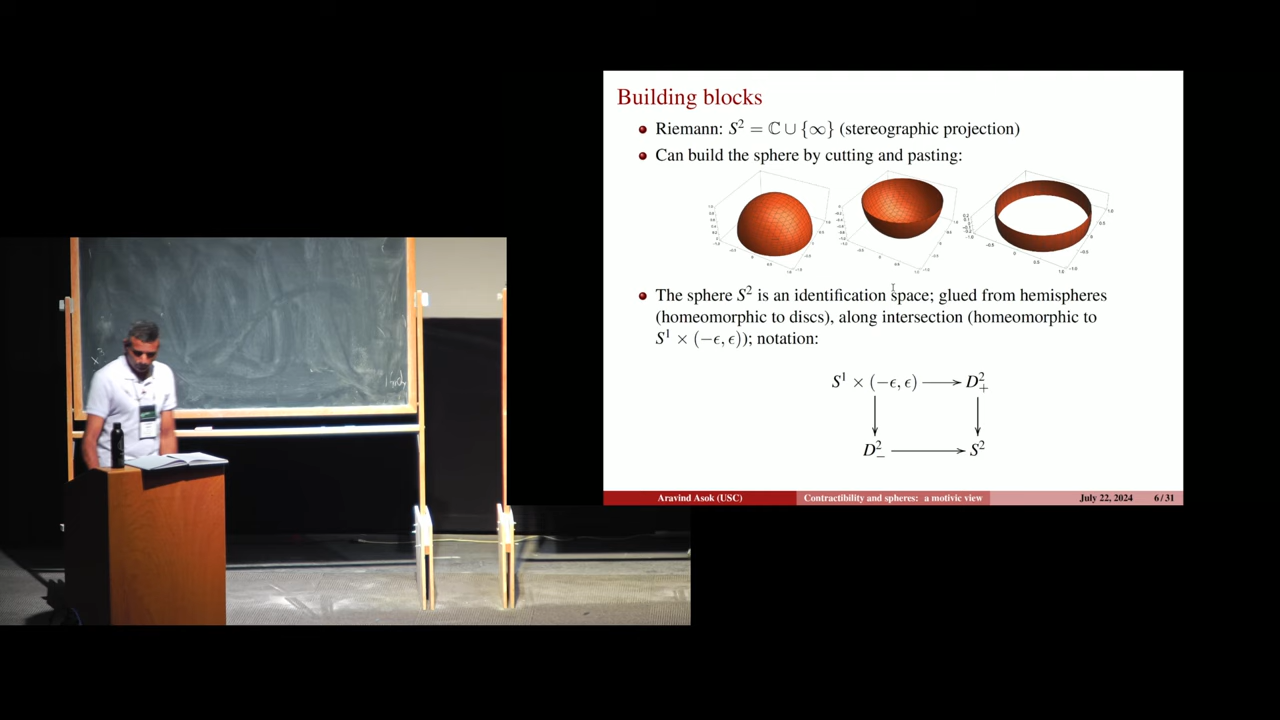 Building blocks
Riemann: S² = ℂ ∪ {∞} (stereographic projection)
Can build the sphere by cutting and pasting:
The sphere S² is an identification space; glued from hemispheres
(homeomorphic to discs), along intersection (homeomorphic to
S¹ × (−ϵ, ϵ)); notation:
S¹ × (−ϵ, ϵ) ⟶ D²₊
D²₋ ⟶ S²
Aravind Asok (USC) Contractibility and spheres: a motivic view July 22, 2024 6 / 31